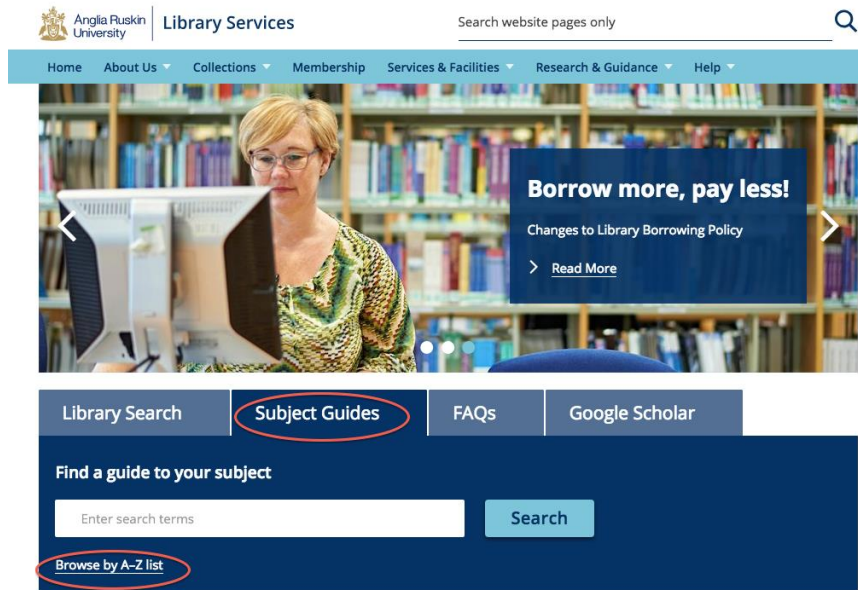 Anglia Ruskin
University
Library Services
Search website pages only
Home About Us Collections Membership Services & Facilities Research & Guidance Help
Borrow more, pay less!
Changes to Library Borrowing Policy
Read More
Library Search Subject Guides FAQs Google Scholar
Find a guide to your subject
Enter search terms
Search
Browse by A–Z list